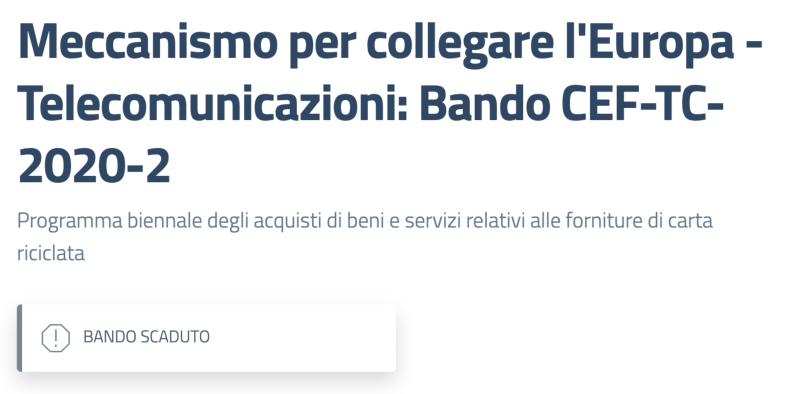 Meccanismo per collegare l'Europa -
Telecomunicazioni: Bando CEF-TC-
2020-2
Programma biennale degli acquisti di beni e servizi relativi alle forniture di carta
riciclata
BANDO SCADUTO